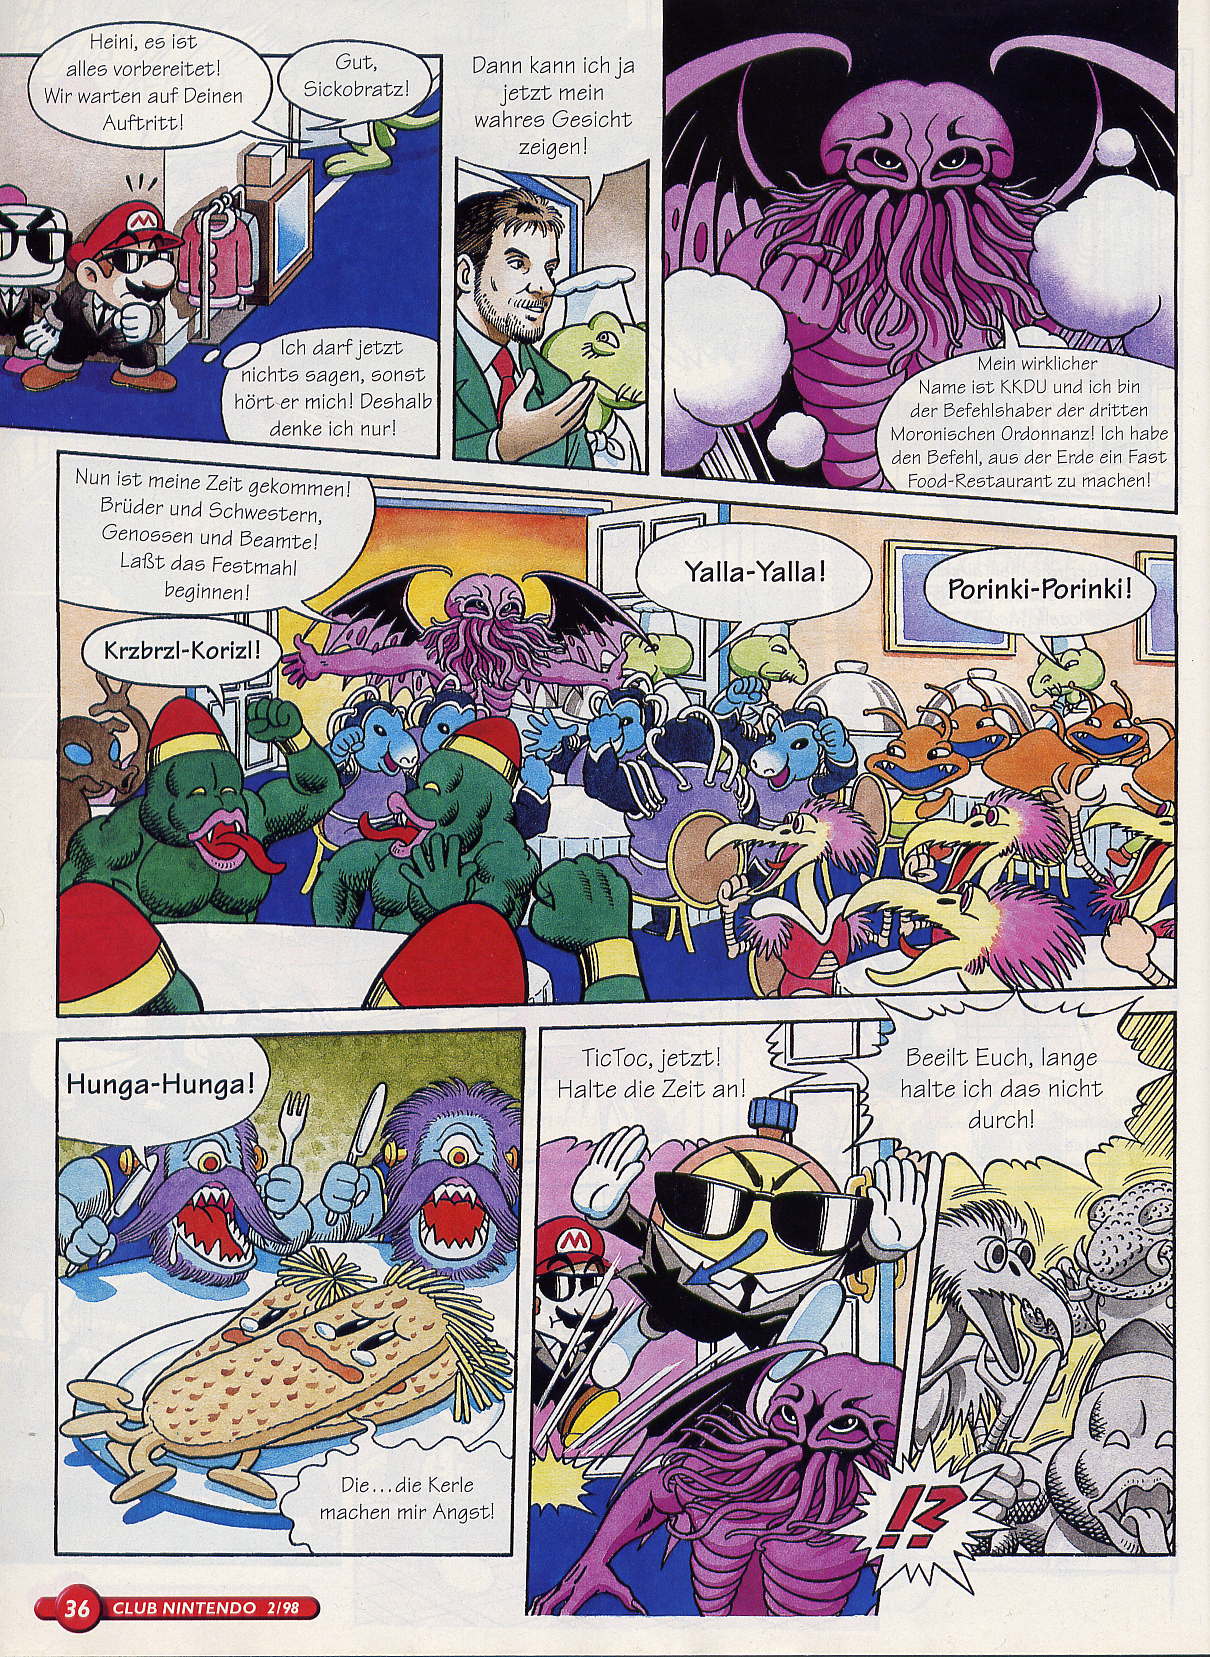 Heini, es ist
alles vorbereitet!
Wir warten auf Deinen
Auftritt!
Gut,
Sickobratz!
M
Ich darf jetzt
nichts sagen, sonst
hört er mich! Deshalb
denke ich nur!
Dann kann ich ja
jetzt mein
wahres Gesicht
zeigen!
Mein wirklicher
Name ist KKDU und ich bin
der Befehlshaber der dritten
Moronischen Ordonnanz! Ich habe
den Befehl, aus der Erde ein Fast
Food-Restaurant zu machen!
Nun ist meine Zeit gekommen!
Brüder und Schwestern,
Genossen und Beamte!
Laßt das Festmahl
beginnen!
Krzbrzl-Korizl!
Yalla-Yalla!
Porinki-Porinki!
Hunga-Hunga!
Die...die Kerle
machen mir Angst!
TicToc, jetzt!
Halte die Zeit an!
Beeilt Euch, lange
halte ich das nicht
durch!
M
!?
36 CLUB NINTENDO 2/98